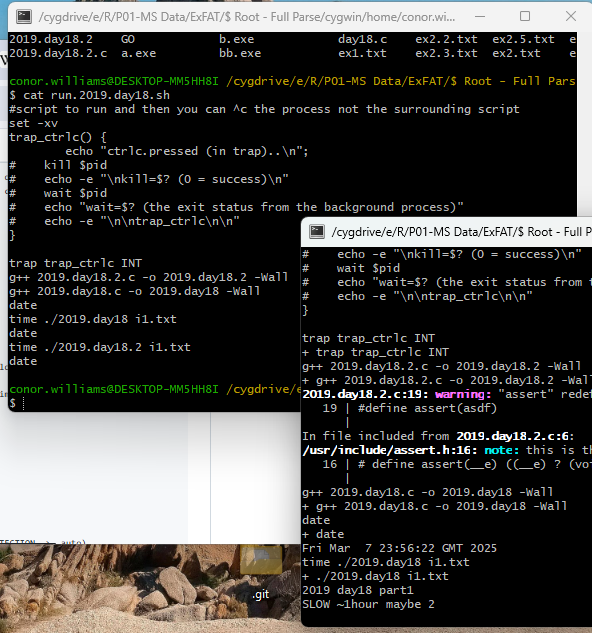 /cygdrive/e/R/P01-MS Data/ExFAT/$ Root - Full Parse/cygwin/home/conor.wi...
2019.day18.2 GO b.exe day18.c ex2.2.txt ex2.5.txt e
2019.day18.2.c a.exe bb.exe ex1.txt ex2.3.txt ex2.txt e
conor.williams@DESKTOP-MM5HH8I /cygdrive/e/R/P01-MS Data/ExFAT/$ Root - Full Pars
$ cat run.2019.day18.sh
#script to run and then you can ^c the process not the surrounding script
set -xv
trap_ctrlc() {
echo "ctrlc.pressed (in trap)..\n";
# kill $pid
# echo -e "\nkill=$? (0 = success)\n"
# wait $pid
# echo "wait=$? (the exit status from the background process)"
# echo -e "\n\ntrap_ctrlc\n\n"
}
trap trap_ctrlc INT
g++ 2019.day18.2.c -o 2019.day18.2 -Wall
g++ 2019.day18.c -o 2019.day18 -Wall
date
time ./2019.day18 i1.txt
date
time ./2019.day18.2 i1.txt
date
conor.williams@DESKTOP-MM5HH8I /cygdrive/e
$
/cygdrive/e/R/P01-MS Data/ExFAT/$ Root - Full P
# echo -e "\nkill=$? (0 = success)\n"
# wait $pid
# echo "wait=$? (the exit status from t
# echo -e "\n\ntrap_ctrlc\n\n"
}
trap trap_ctrlc INT
+ trap trap_ctrlc INT
g++ 2019.day18.2.c -o 2019.day18.2 -Wall
+ g++ 2019.day18.2.c -o 2019.day18.2 -Wall
2019.day18.2.c:19: warning: "assert" redef
19 | #define assert(asdf)
|
In file included from 2019.day18.2.c:6:
/usr/include/assert.h:16: note: this is th
16 | # define assert(__e) ((__e) ? (voi
|
g++ 2019.day18.c -o 2019.day18 -Wall
+ g++ 2019.day18.c -o 2019.day18 -Wall
date
+ date
Fri Mar 7 23:56:22 GMT 2025
time ./2019.day18 i1.txt
+ ./2019.day18 i1.txt
2019 day18 part1
SLOW ~1hour maybe 2
.git